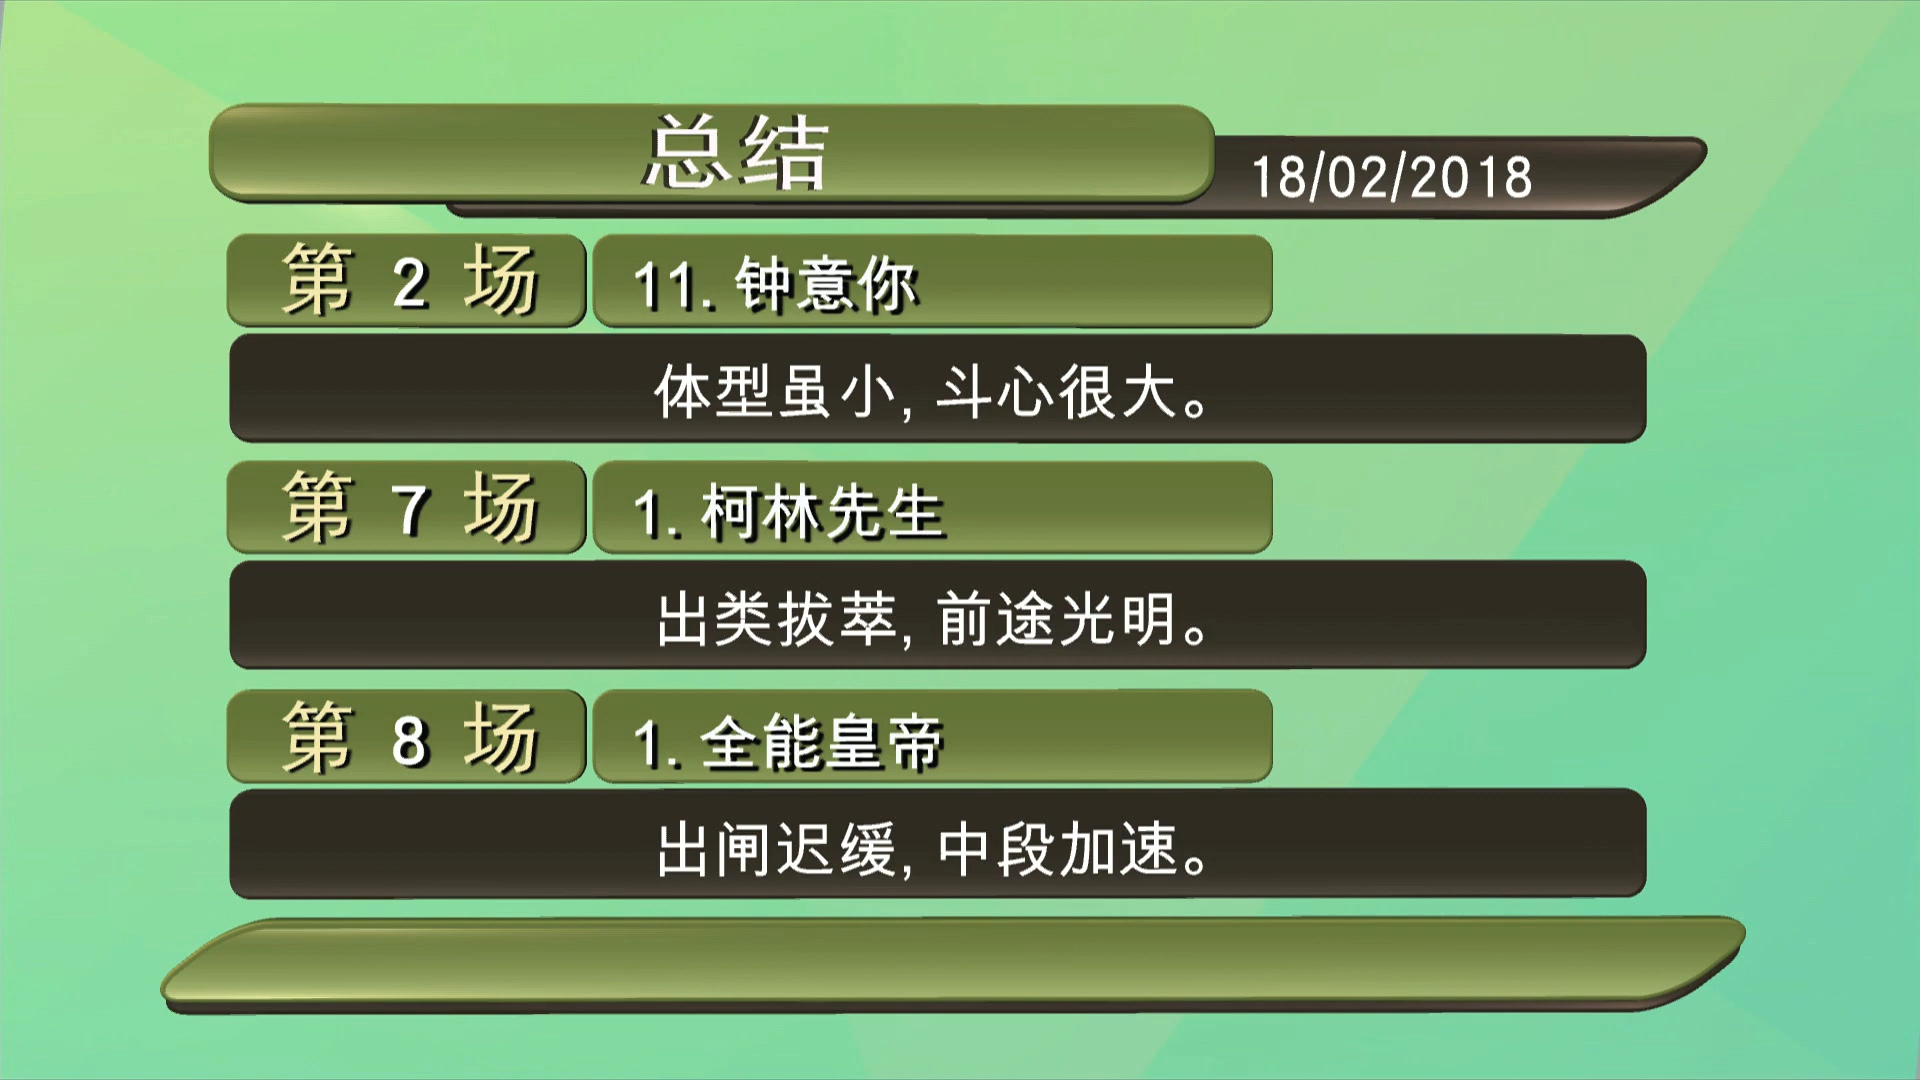 总结
18/02/2018
第 2 场
11. 钟意你
体型虽小, 斗心很大。
第 7 场
1. 柯林先生
出类拔萃, 前途光明。
第 8 场
1. 全能皇帝
出闸迟缓, 中段加速。